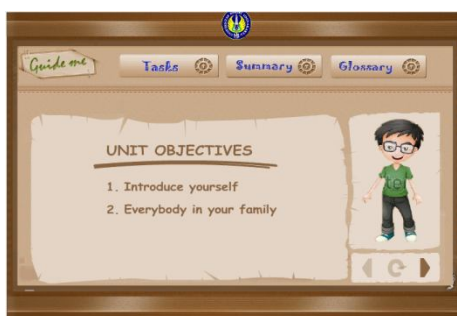 Guide me
Tasks
Summary
Glossary
UNIT OBJECTIVES
1. Introduce yourself
2. Everybody in your family